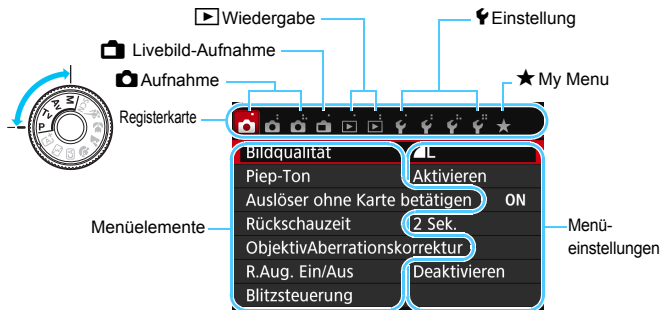 Wiedergabe
Einstellung
Livebild-Aufnahme
My Menu
Aufnahme
Registerkarte
Bildqualität L
Piep-Ton Aktivieren
Auslöser ohne Karte betätigen ON
Rückschauzeit 2 Sek.
ObjektivAberrationskorrektur
R.Aug. Ein/Aus Deaktivieren
Blitzsteuerung
Menüelemente
Menü-
einstellungen